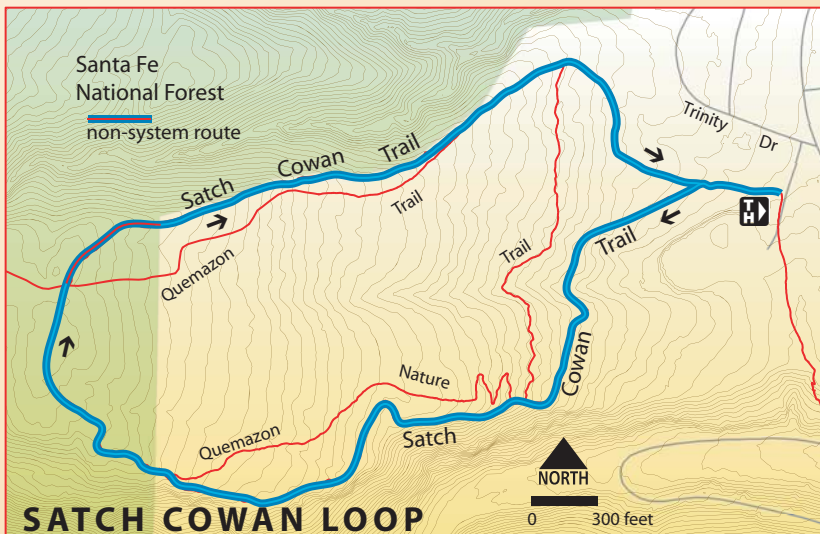 Santa Fe
National Forest
non-system route
Trinity
Dr
Satch
Cowan
Trail
Quemazon
Trail
TH
Trail
Trail
Cowan
Nature
Quemazon
Satch
NORTH
0 300 feet
SATCH COWAN LOOP